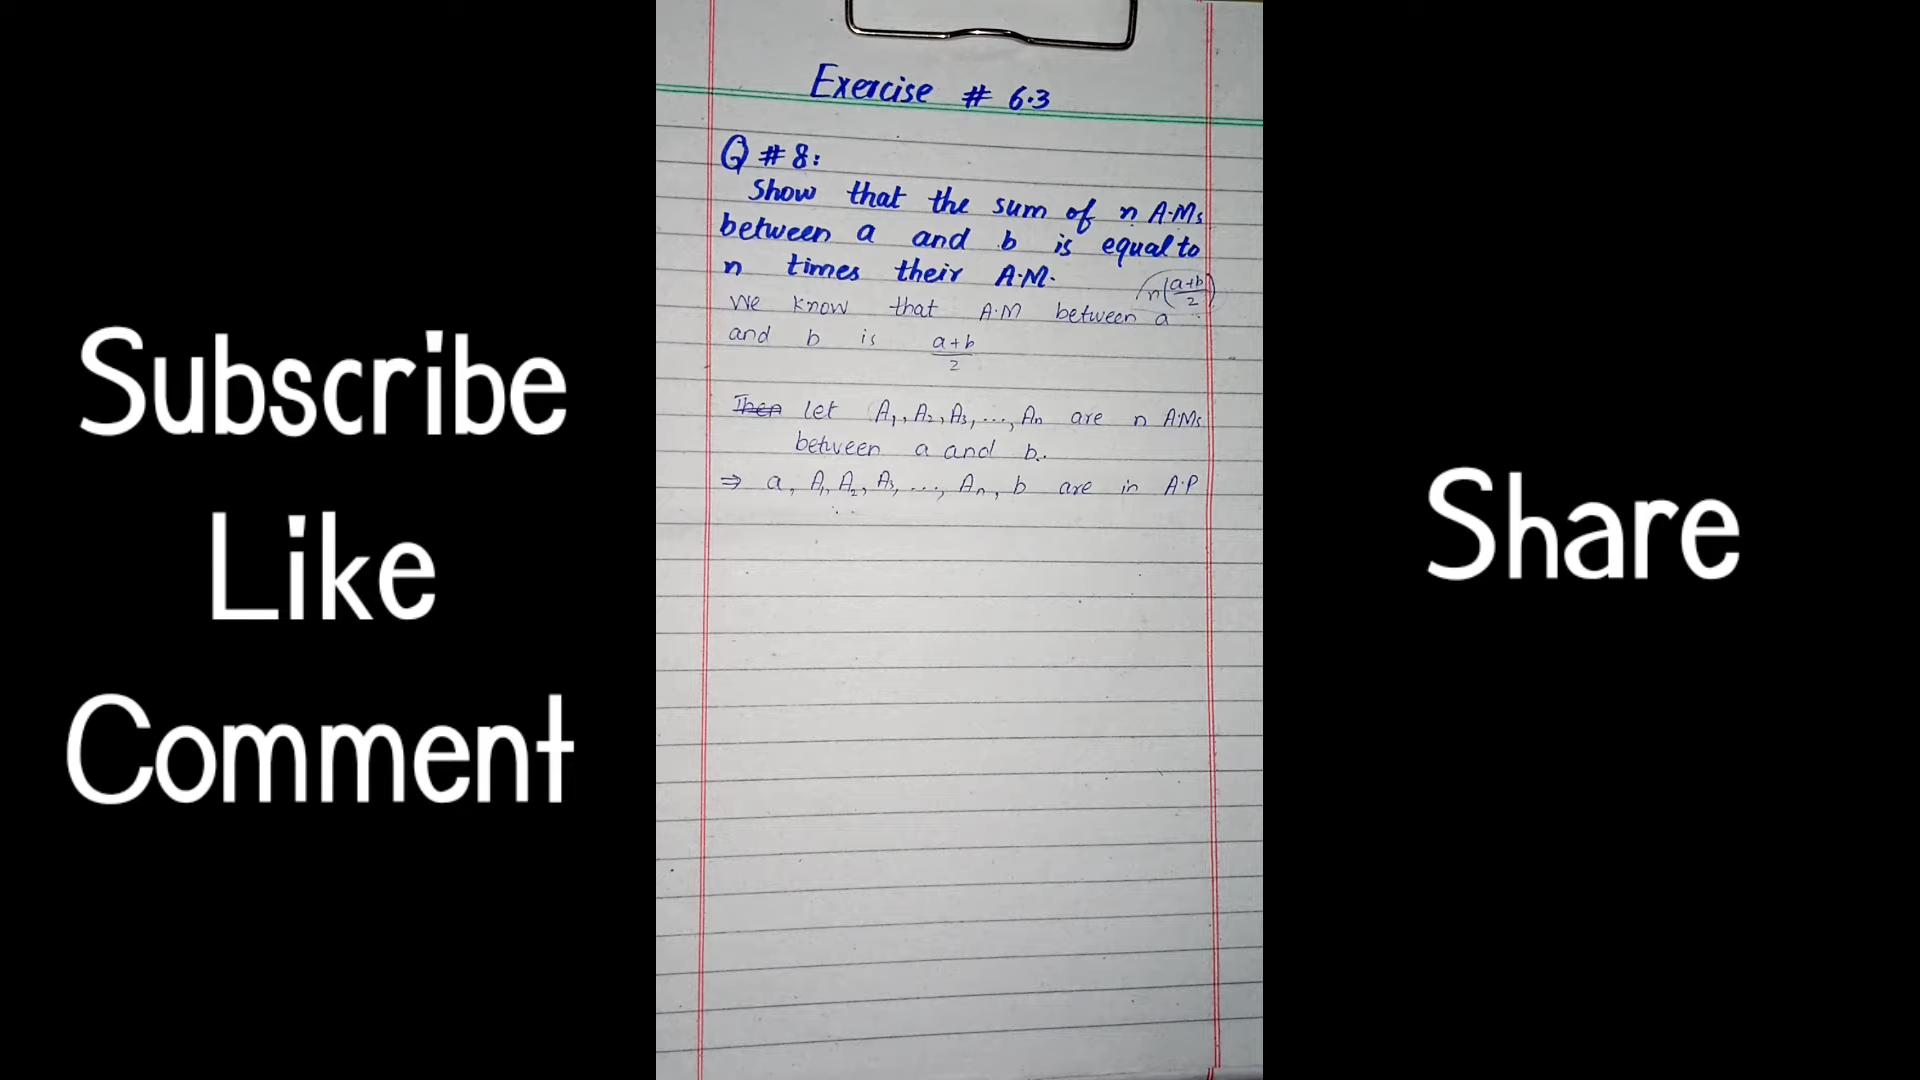 Subscribe
Like
Comment
Exercise # 6.3
Q # 8:
Show that the sum of n A.Ms
between a and b is equal to
n times their A.M.
n(a+b/2)
We know that A.M between a
and b is a+b/2
Then let A1, A2, A3, ..., An are n A.Ms
between a and b.
⇒ a, A1, A2, A3, ..., An, b are in A.P
Share